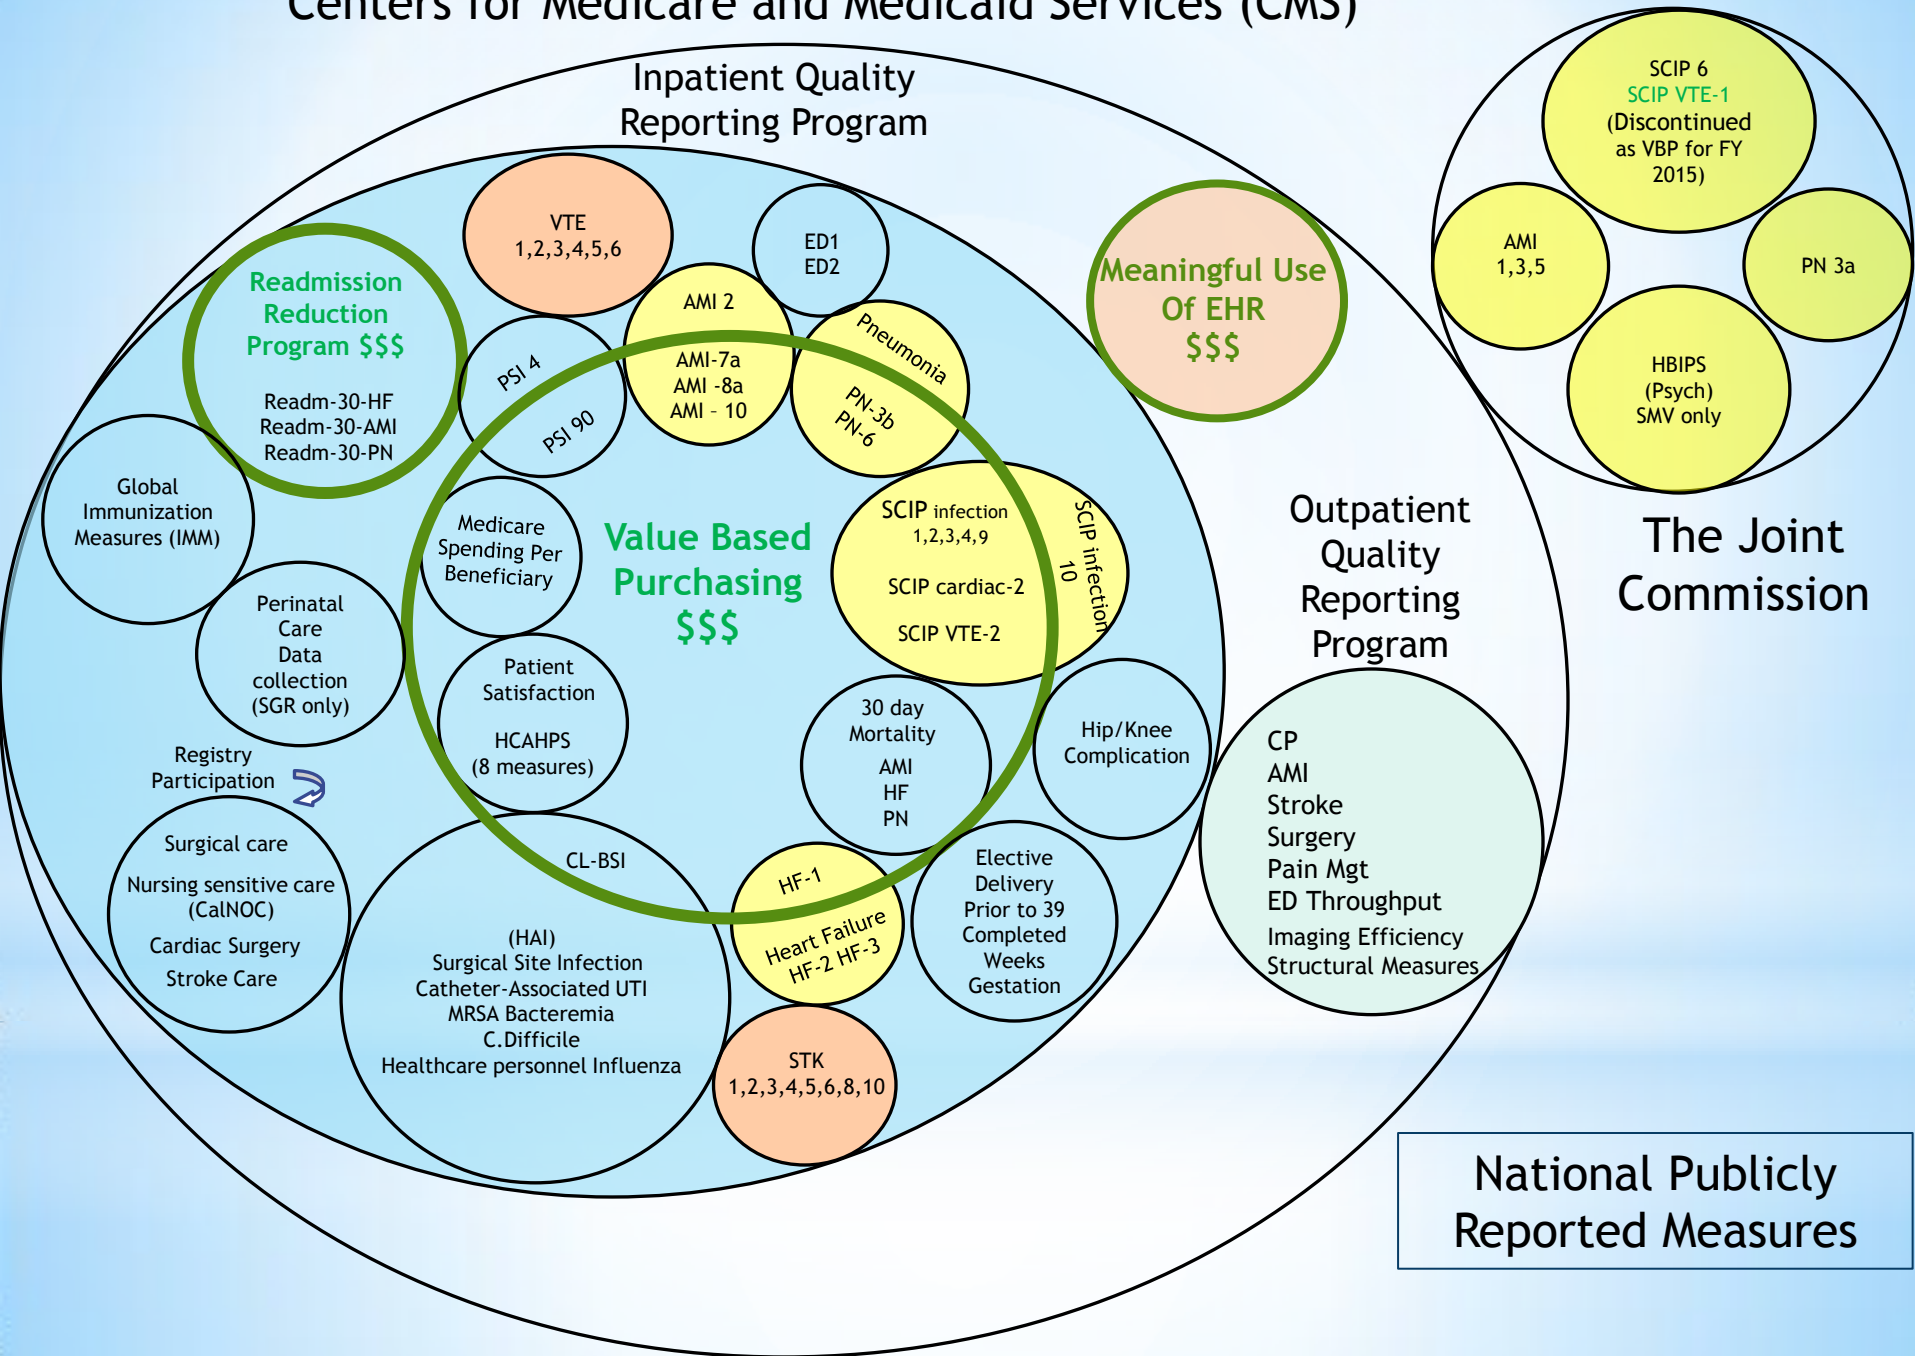 Centers for Medicare and Medicaid Services (CMS)
Inpatient Quality
Reporting Program
VTE
1,2,3,4,5,6
ED1
ED2
Readmission
Reduction
Program $$$
Readm-30-HF
Readm-30-AMI
Readm-30-PN
AMI 2
AMI-7a
AMI -8a
AMI – 10
Pneumonia
PN-3b
PN-6
PSI 4
PSI 90
Meaningful Use
Of EHR
$$$
Global
Immunization
Measures (IMM)
Medicare
Spending Per
Beneficiary
Value Based
Purchasing
$$$
SCIP infection
1,2,3,4,9
SCIP cardiac-2
SCIP VTE-2
SCIP infection
10
Perinatal
Care
Data
collection
(SGR only)
Patient
Satisfaction
HCAHPS
(8 measures)
30 day
Mortality
AMI
HF
PN
Hip/Knee
Complication
Registry
Participation
Surgical care
Nursing sensitive care
(CalNOC)
Cardiac Surgery
Stroke Care
CL-BSI
(HAI)
Surgical Site Infection
Catheter-Associated UTI
MRSA Bacteremia
C.Difficile
Healthcare personnel Influenza
HF-1
Heart Failure
HF-2 HF-3
Elective
Delivery
Prior to 39
Completed
Weeks
Gestation
STK
1,2,3,4,5,6,8,10
Outpatient
Quality
Reporting
Program
CP
AMI
Stroke
Surgery
Pain Mgt
ED Throughput
Imaging Efficiency
Structural Measures
SCIP 6
SCIP VTE-1
(Discontinued
as VBP for FY
2015)
AMI
1,3,5
PN 3a
HBIPS
(Psych)
SMV only
The Joint
Commission
National Publicly
Reported Measures